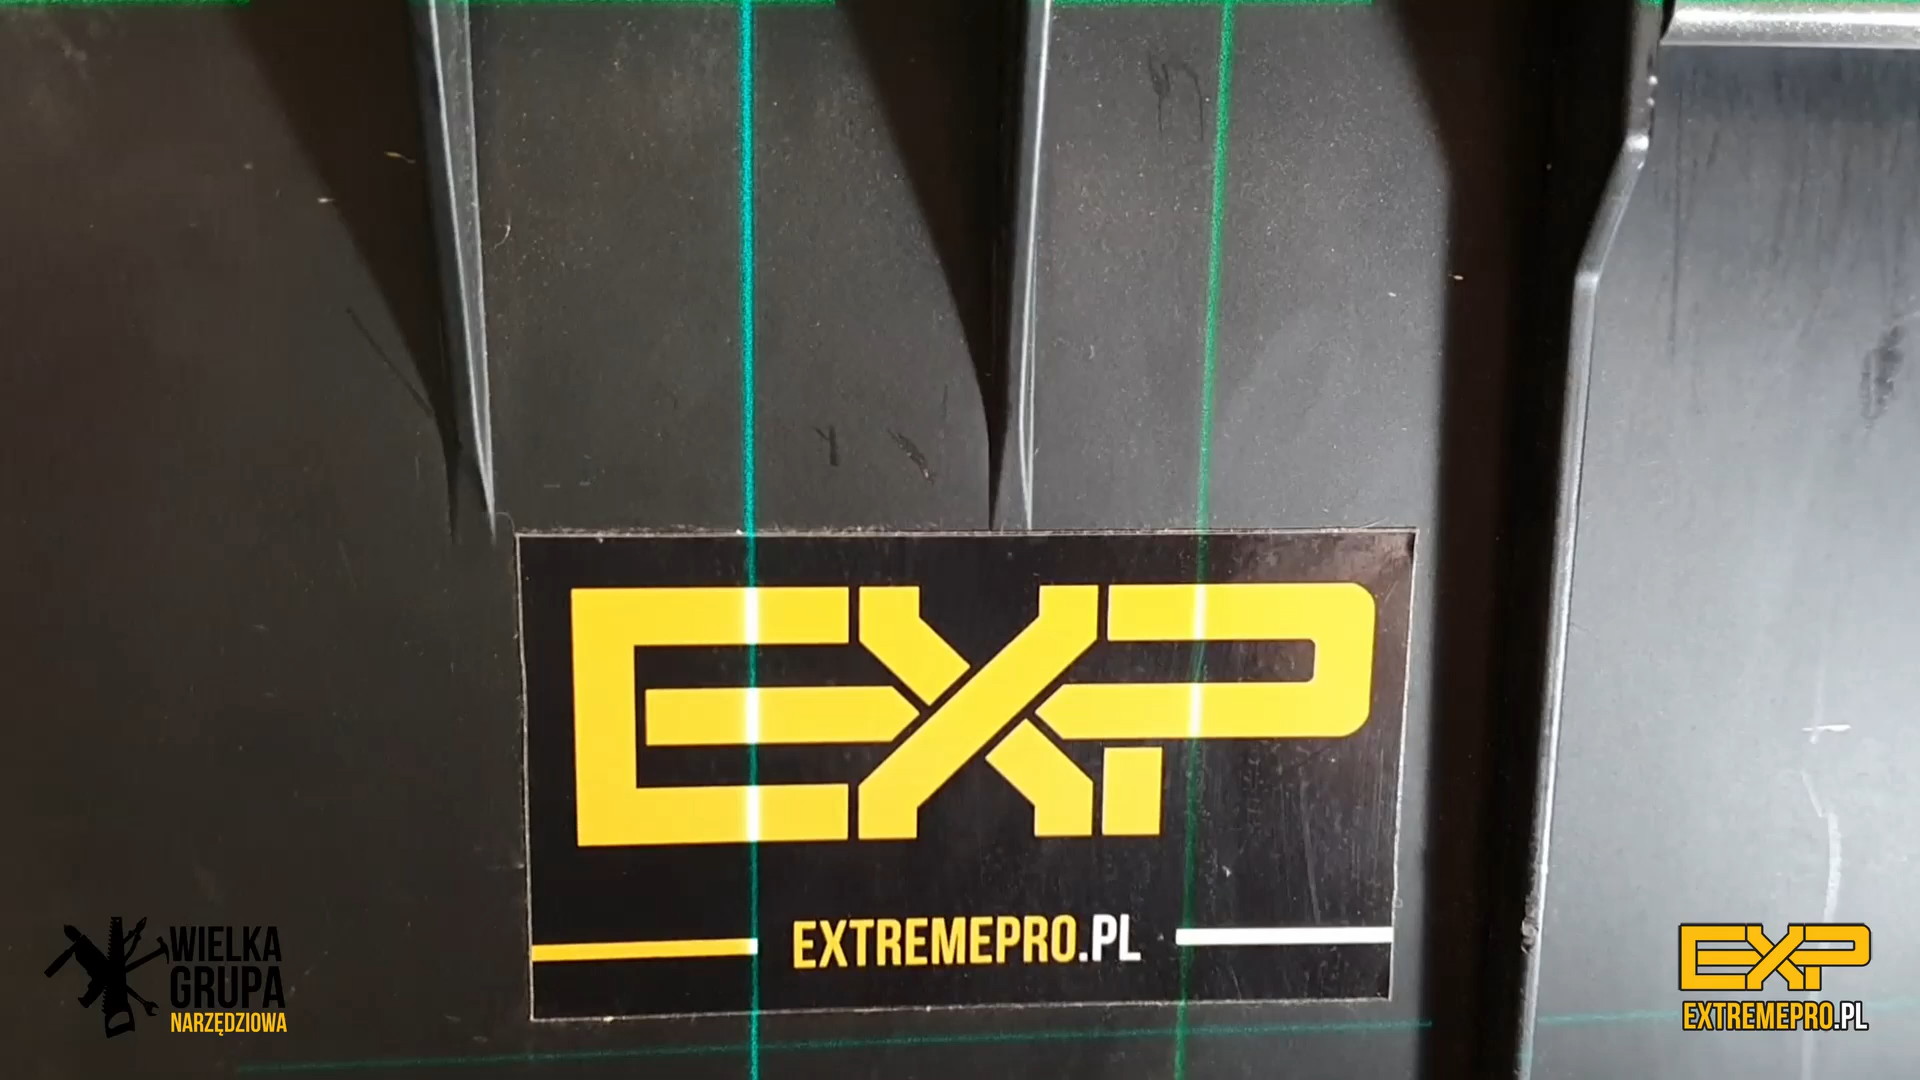 EXP
EXTREMEPRO.PL
WIELKA
GRUPA
NARZĘDZIOWA
EXP
EXTREMEPRO.PL